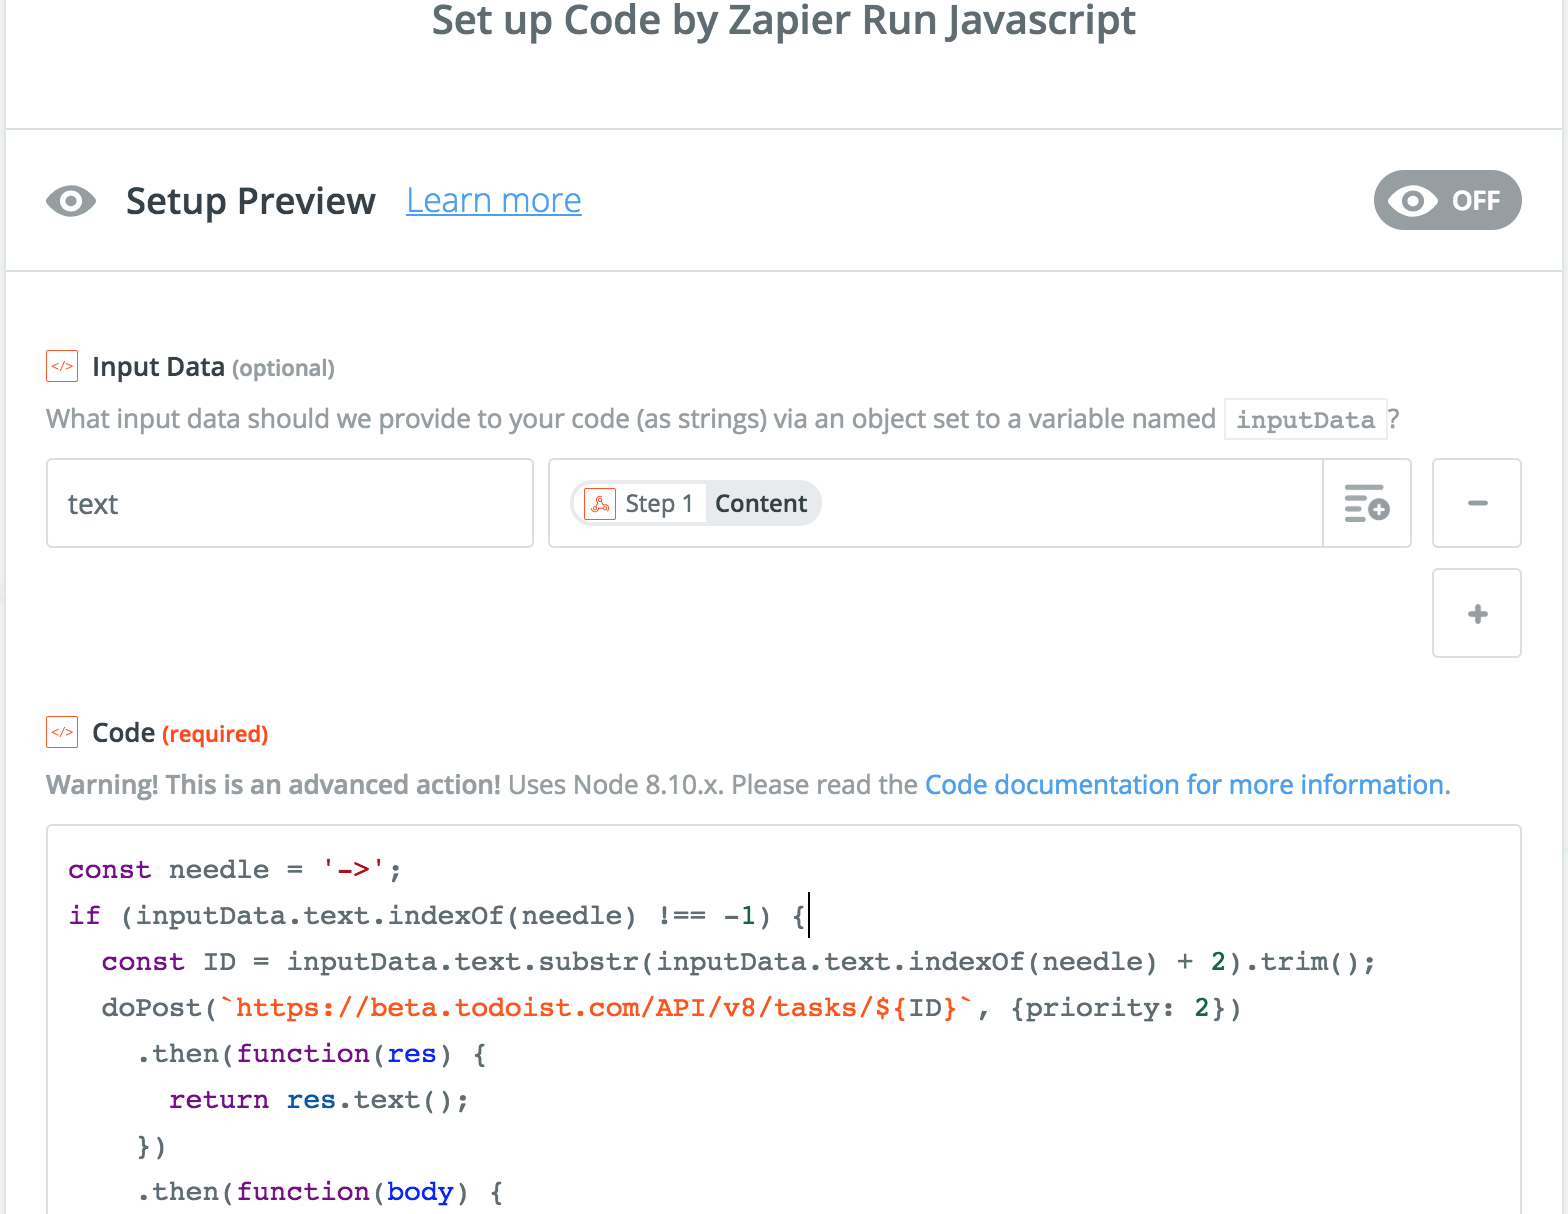 Set up Code by Zapier Run Javascript
Setup Preview Learn more OFF
</> Input Data (optional)
What input data should we provide to your code (as strings) via an object set to a variable named inputData?
text Step 1 Content −
+
</> Code (required)
Warning! This is an advanced action! Uses Node 8.10.x. Please read the Code documentation for more information.
const needle = '->';
if (inputData.text.indexOf(needle) !== -1) {
  const ID = inputData.text.substr(inputData.text.indexOf(needle) + 2).trim();
  doPost(`https://beta.todoist.com/API/v8/tasks/${ID}`, {priority: 2})
    .then(function(res) {
      return res.text();
    })
    .then(function(body) {